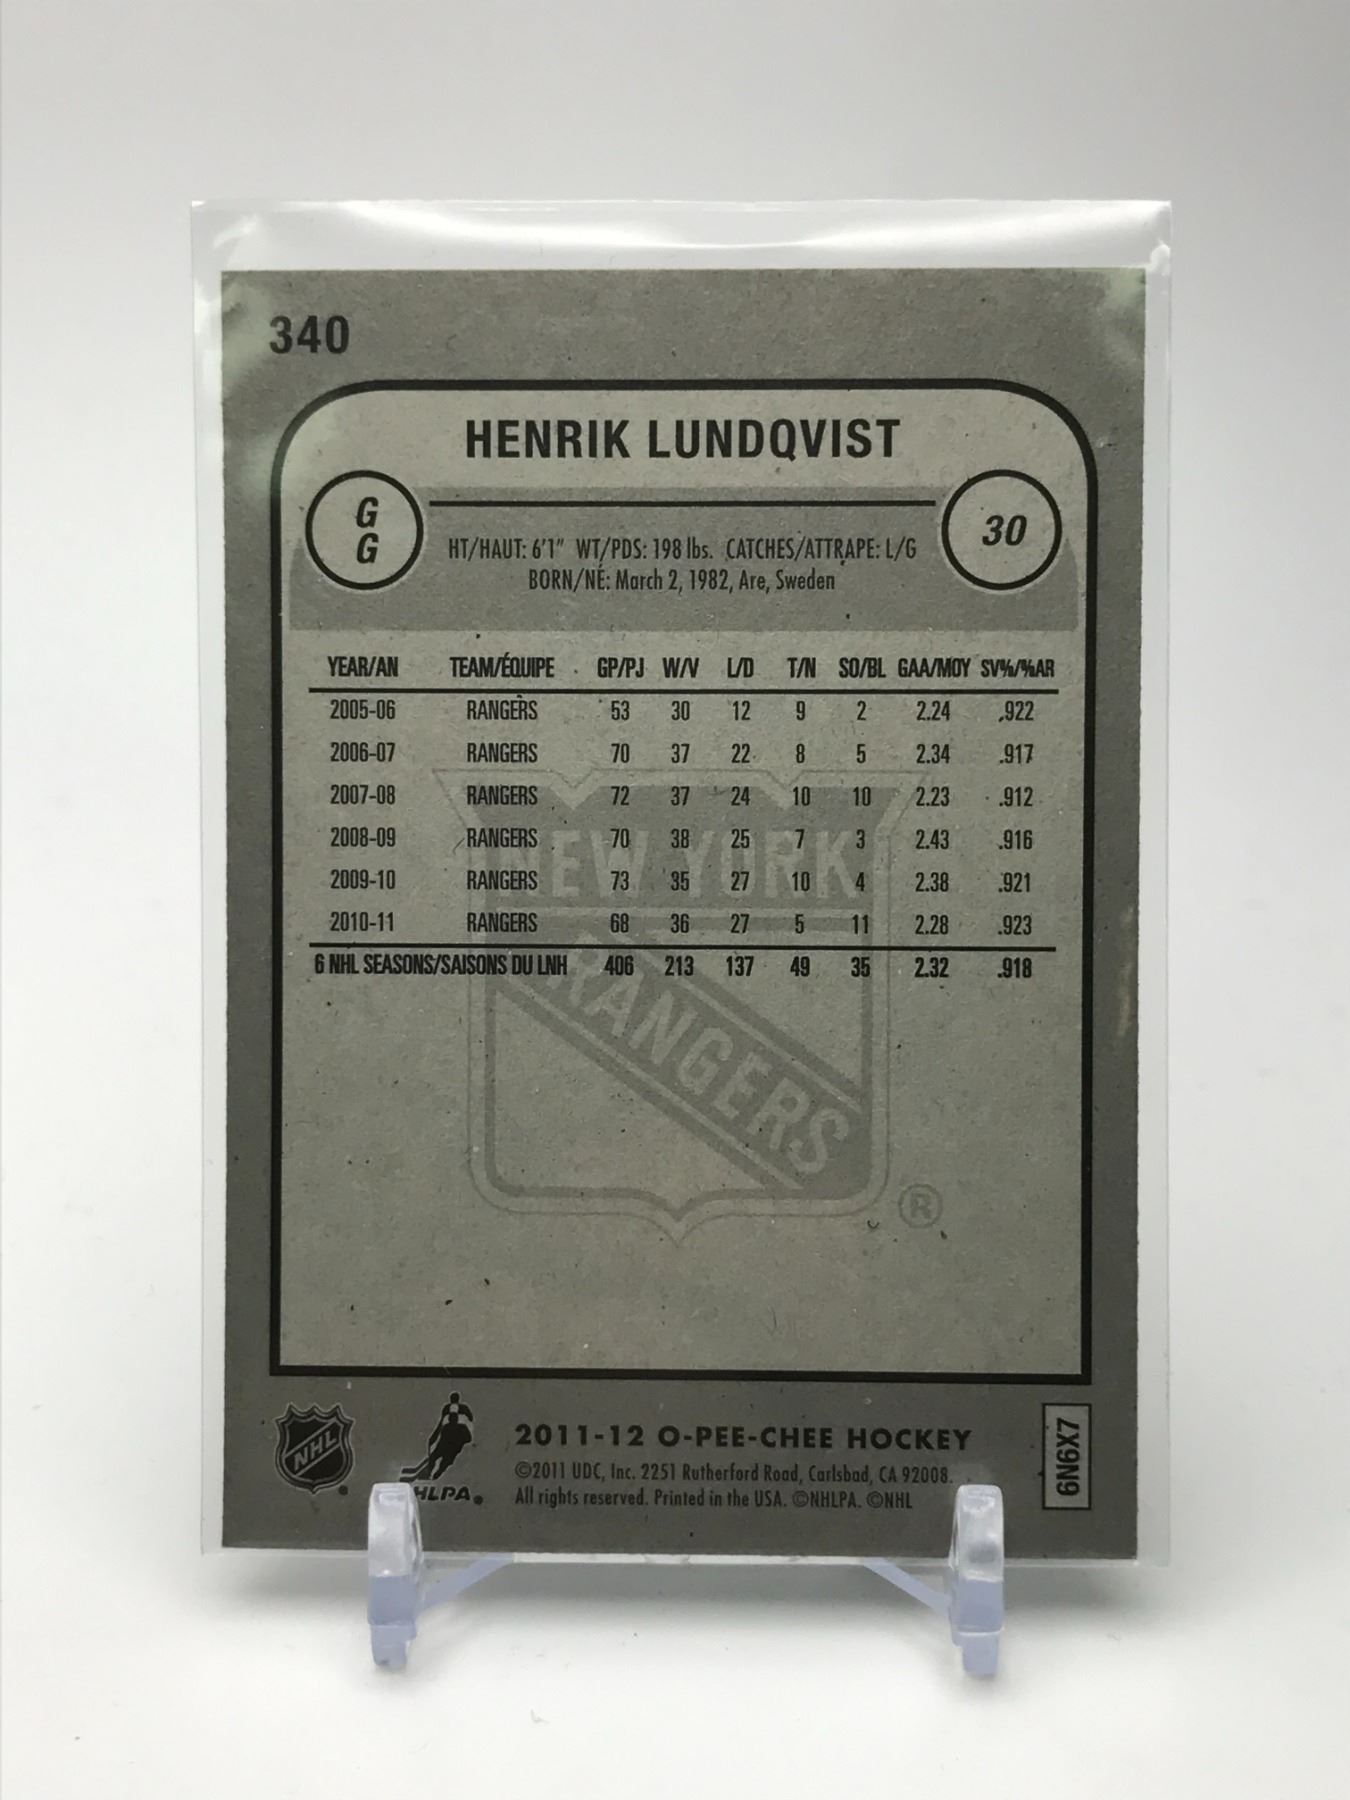 340
HENRIK LUNDQVIST
G
G
30
HT/HAUT: 6'1" WT/PDS: 198 lbs. CATCHES/ATTRAPE: L/G
BORN/NÉ: March 2, 1982, Are, Sweden
YEAR/AN TEAM/ÉQUIPE GP/PJ W/V L/D T/N SO/BL GAA/MOY SV%/%AR
2005-06 RANGERS 53 30 12 9 2 2.24 .922
2006-07 RANGERS 70 37 22 8 5 2.34 .917
2007-08 RANGERS 72 37 24 10 10 2.23 .912
2008-09 RANGERS 70 38 25 7 3 2.43 .916
2009-10 RANGERS 73 35 27 10 4 2.38 .921
2010-11 RANGERS 68 36 27 5 11 2.28 .923
6 NHL SEASONS/SAISONS DU LNH 406 213 137 49 35 2.32 .918
NEW YORK
RANGERS
®
NHL
NHLPA.
2011-12 O-PEE-CHEE HOCKEY
©2011 UDC, Inc. 2251 Rutherford Road, Carlsbad, CA 92008.
All rights reserved. Printed in the USA. ©NHLPA. ©NHL
6N6X7